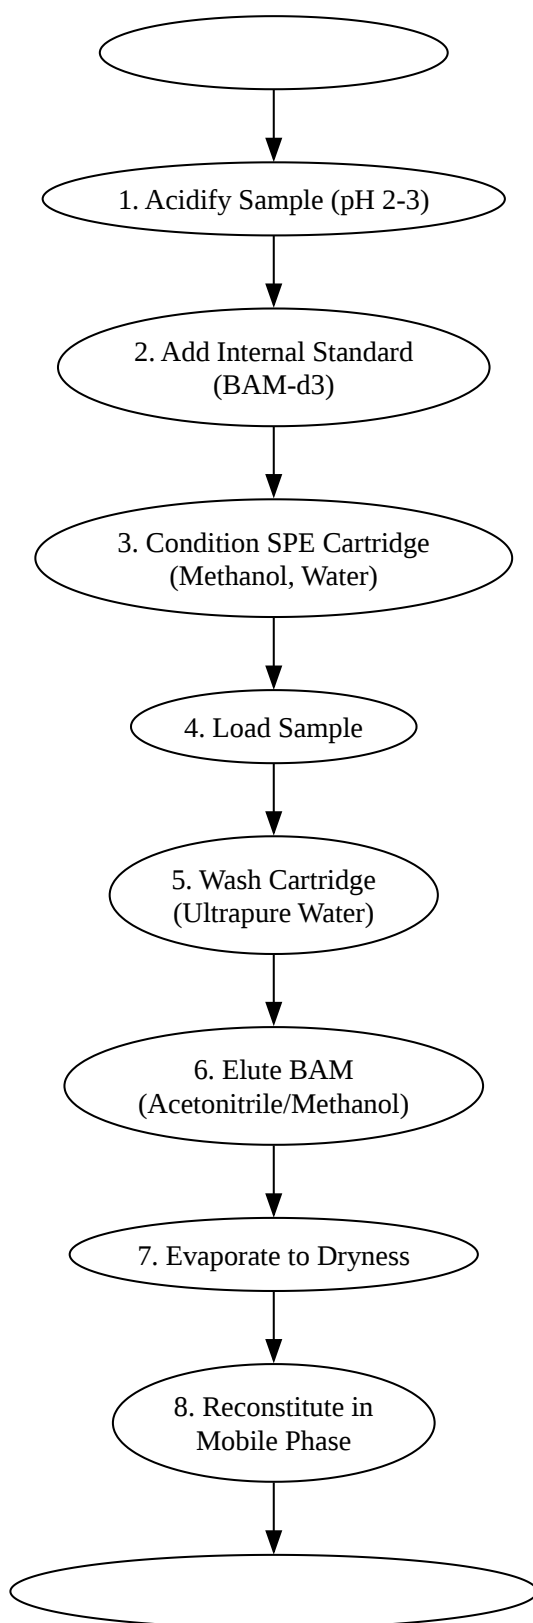 1. Acidify Sample (pH 2-3)
2. Add Internal Standard
(BAM-d3)
3. Condition SPE Cartridge
(Methanol, Water)
4. Load Sample
5. Wash Cartridge
(Ultrapure Water)
6. Elute BAM
(Acetonitrile/Methanol)
7. Evaporate to Dryness
8. Reconstitute in
Mobile Phase